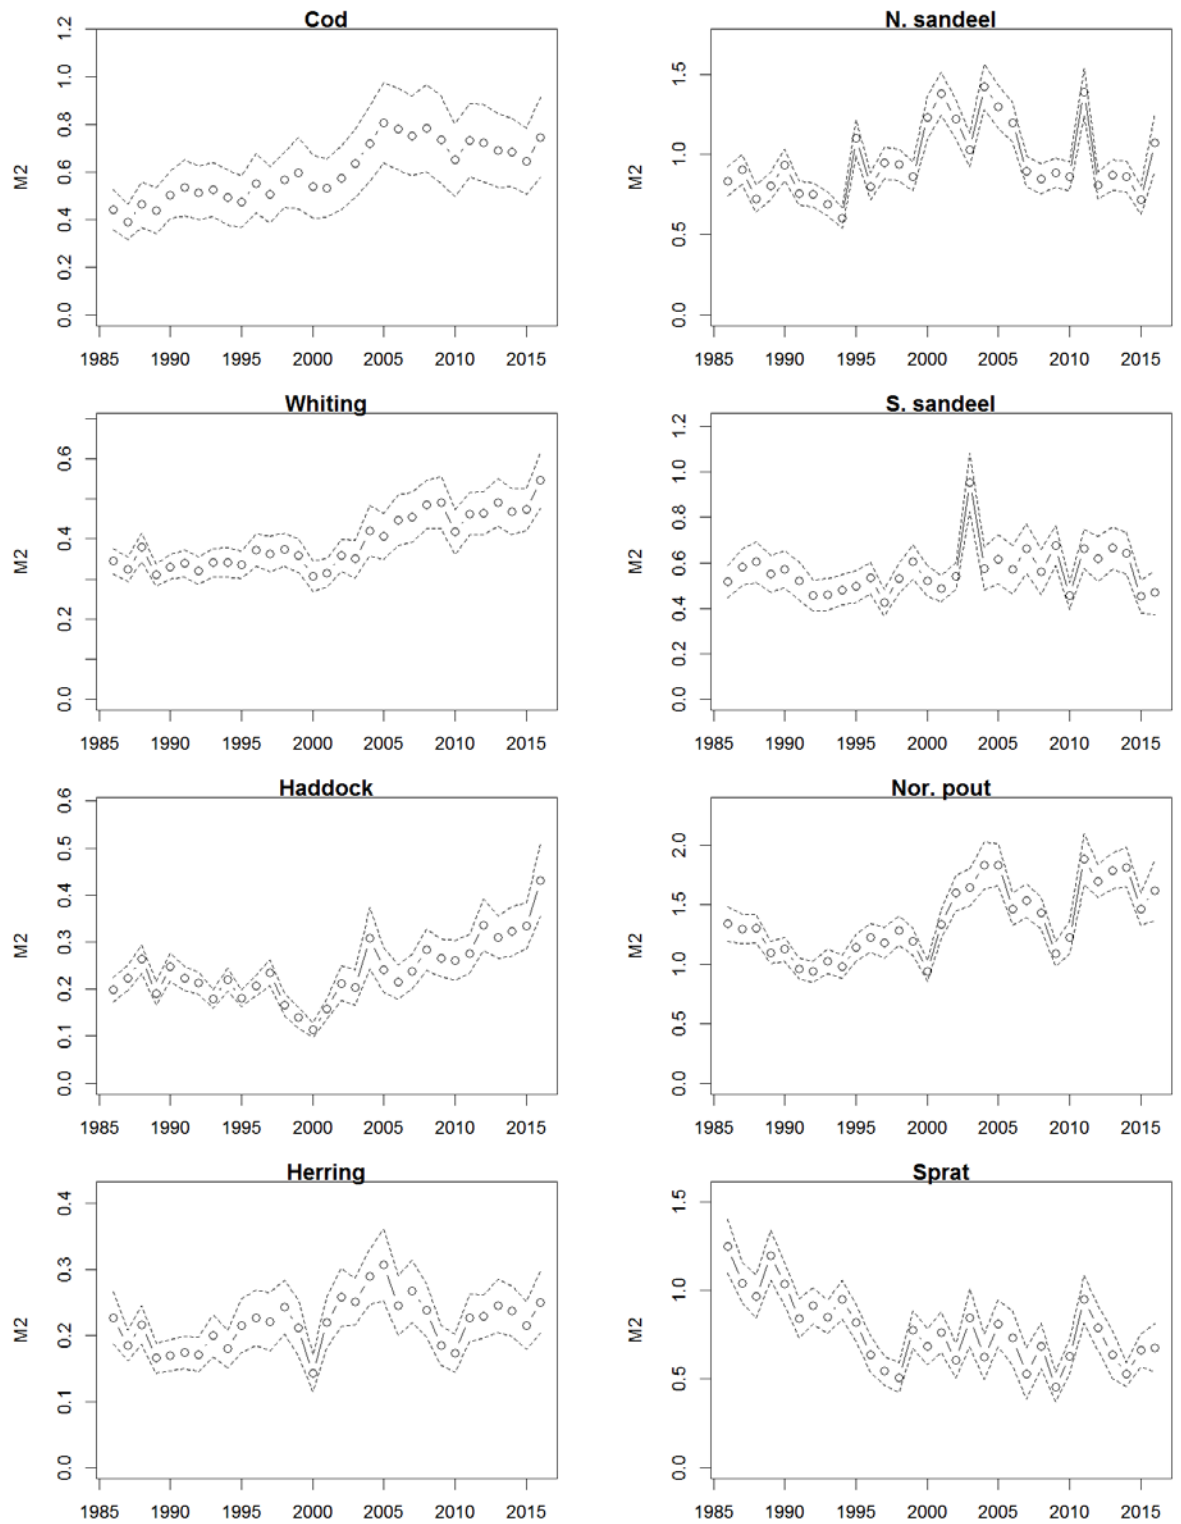 Cod
M2
0.0 0.2 0.4 0.6 0.8 1.0 1.2
1985 1990 1995 2000 2005 2010 2015
N. sandeel
M2
0.0 0.5 1.0 1.5
1985 1990 1995 2000 2005 2010 2015
Whiting
M2
0.0 0.2 0.4 0.6
1985 1990 1995 2000 2005 2010 2015
S. sandeel
M2
0.0 0.2 0.4 0.6 0.8 1.0 1.2
1985 1990 1995 2000 2005 2010 2015
Haddock
M2
0.0 0.1 0.2 0.3 0.4 0.5 0.6
1985 1990 1995 2000 2005 2010 2015
Nor. pout
M2
0.0 0.5 1.0 1.5 2.0
1985 1990 1995 2000 2005 2010 2015
Herring
M2
0.0 0.1 0.2 0.3 0.4
1985 1990 1995 2000 2005 2010 2015
Sprat
M2
0.0 0.5 1.0 1.5
1985 1990 1995 2000 2005 2010 2015